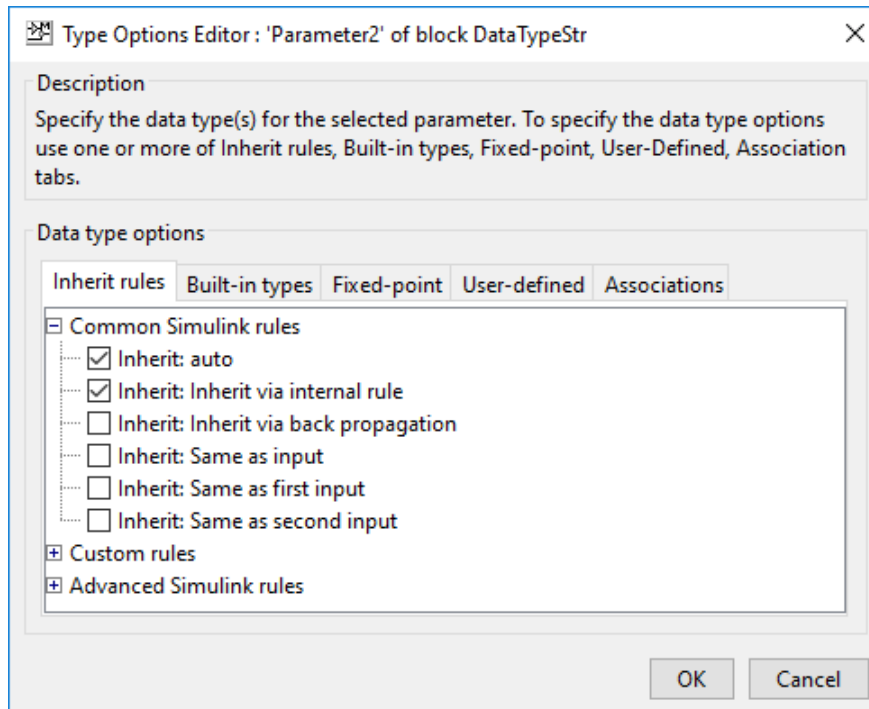 Type Options Editor : 'Parameter2' of block DataTypeStr
Description
Specify the data type(s) for the selected parameter. To specify the data type options
use one or more of Inherit rules, Built-in types, Fixed-point, User-Defined, Association
tabs.
Data type options
Inherit rules Built-in types Fixed-point User-defined Associations
Common Simulink rules
Inherit: auto
Inherit: Inherit via internal rule
Inherit: Inherit via back propagation
Inherit: Same as input
Inherit: Same as first input
Inherit: Same as second input
Custom rules
Advanced Simulink rules
OK Cancel